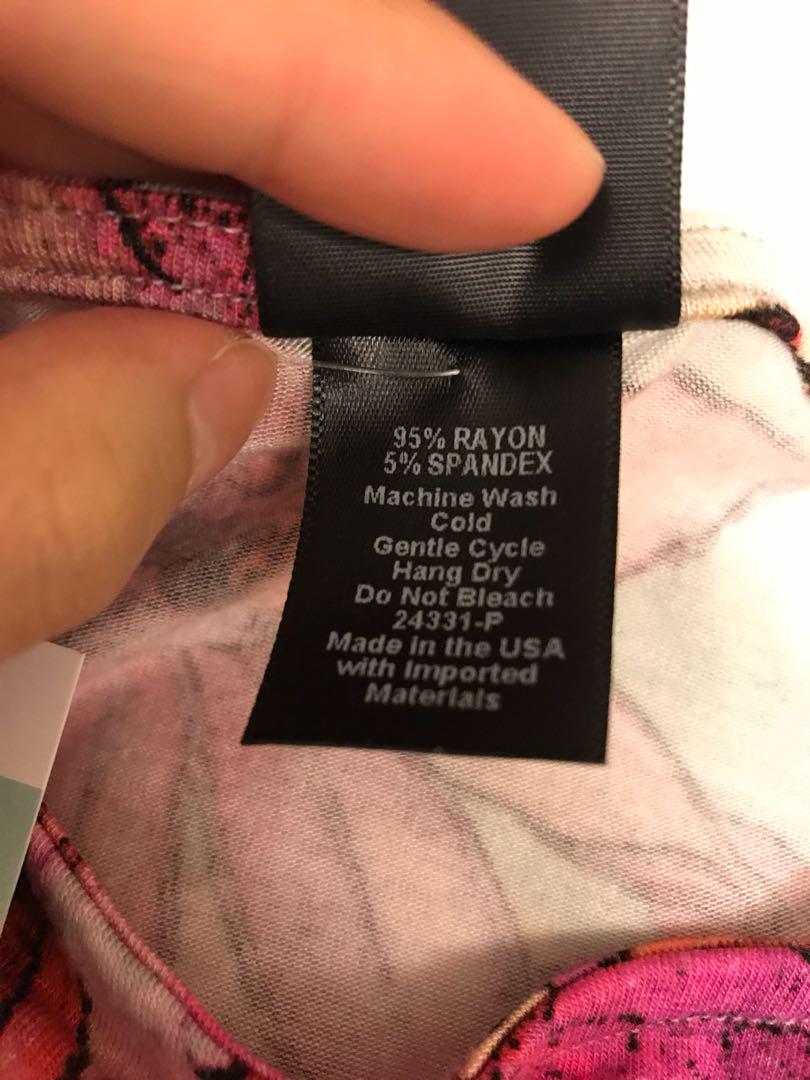 95% RAYON
5% SPANDEX
Machine Wash
Cold
Gentle Cycle
Hang Dry
Do Not Bleach
24331-P
Made in the USA
with Imported
Materials